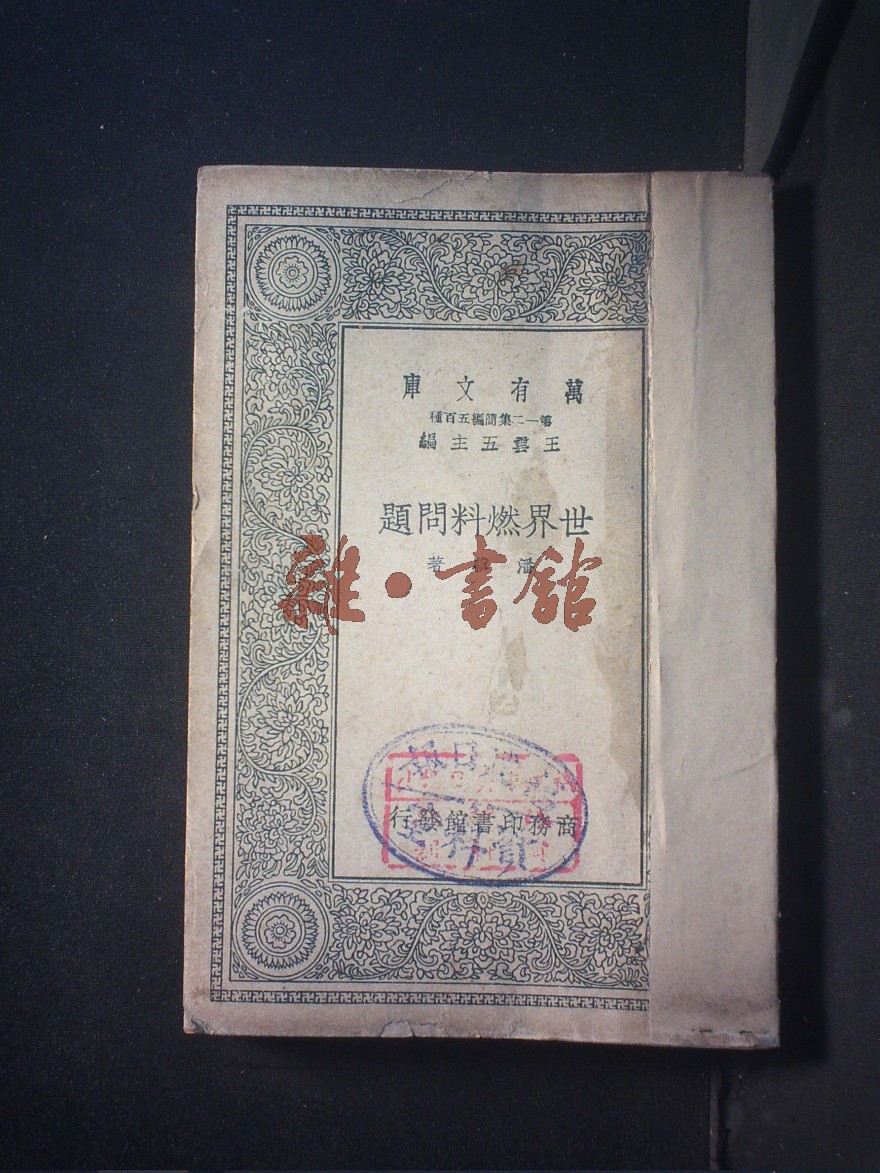 萬有文庫
第一二集簡編五百種
王雲五主編
世界燃料問題
潘 著
雜·書館
商務印書館發行